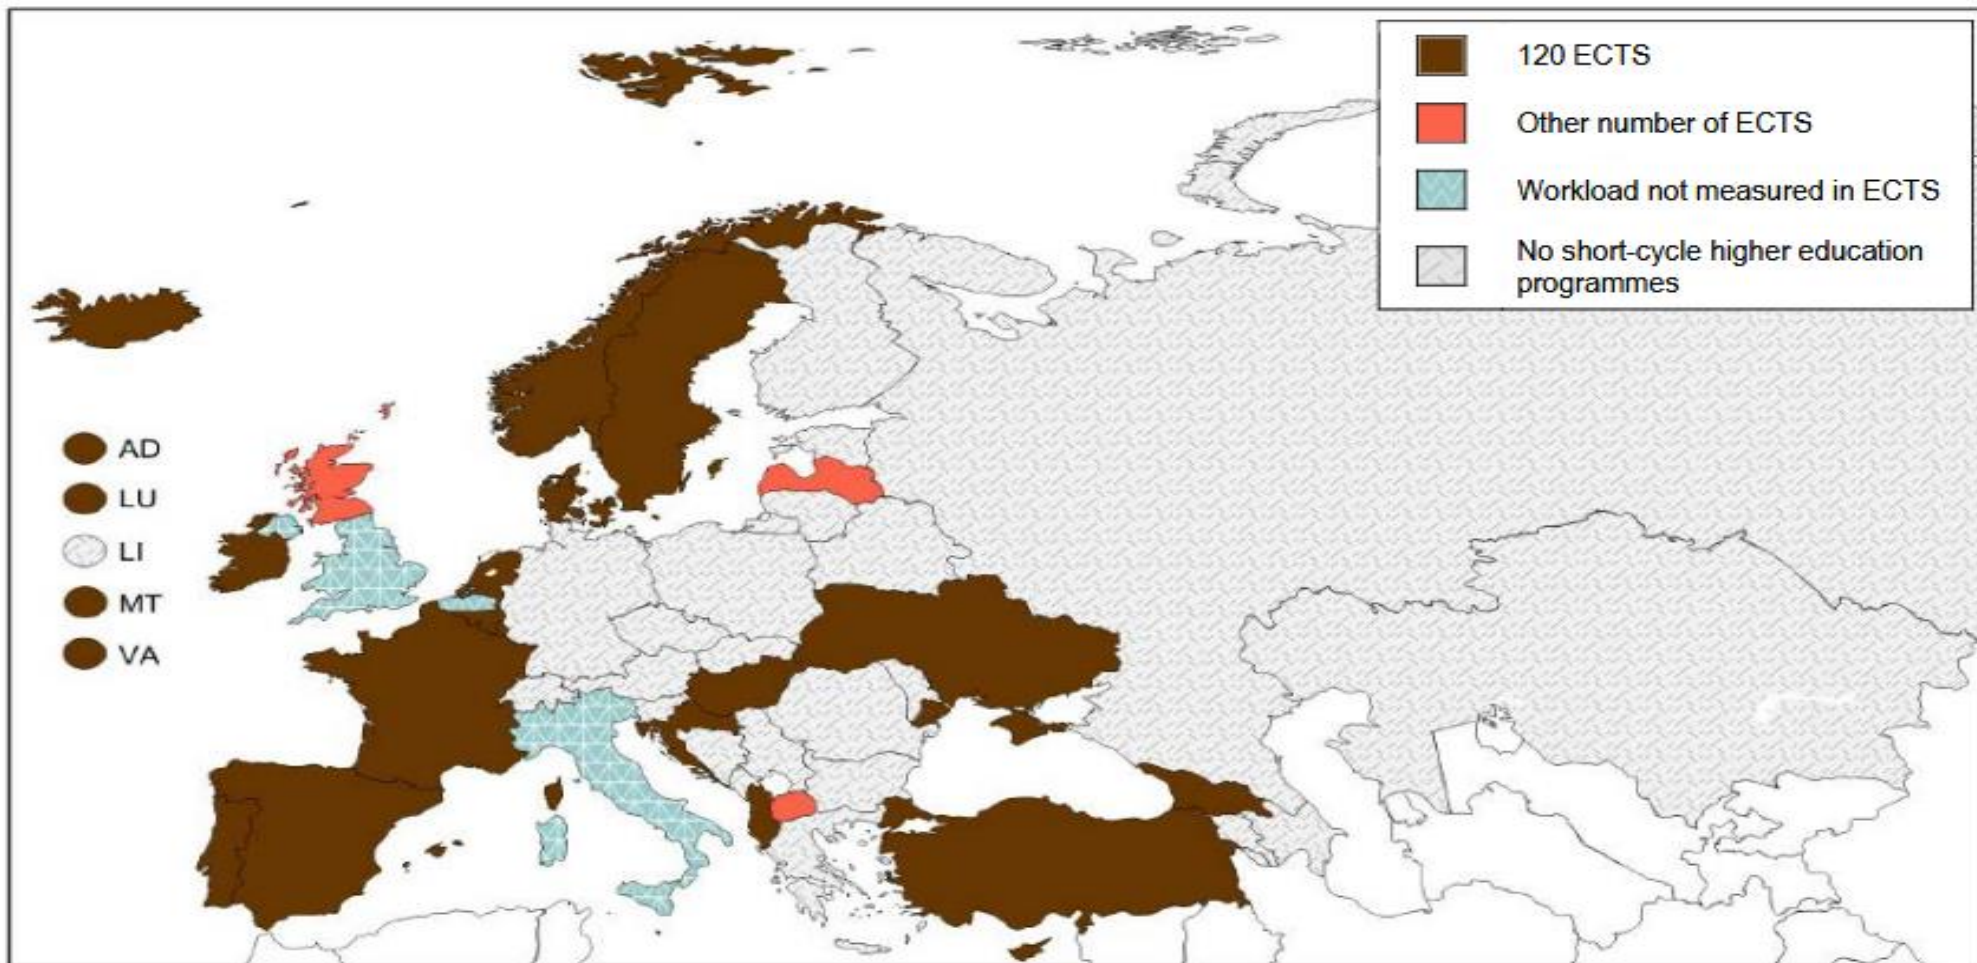 120 ECTS
Other number of ECTS
Workload not measured in ECTS
No short-cycle higher education
programmes
AD
LU
LI
MT
VA